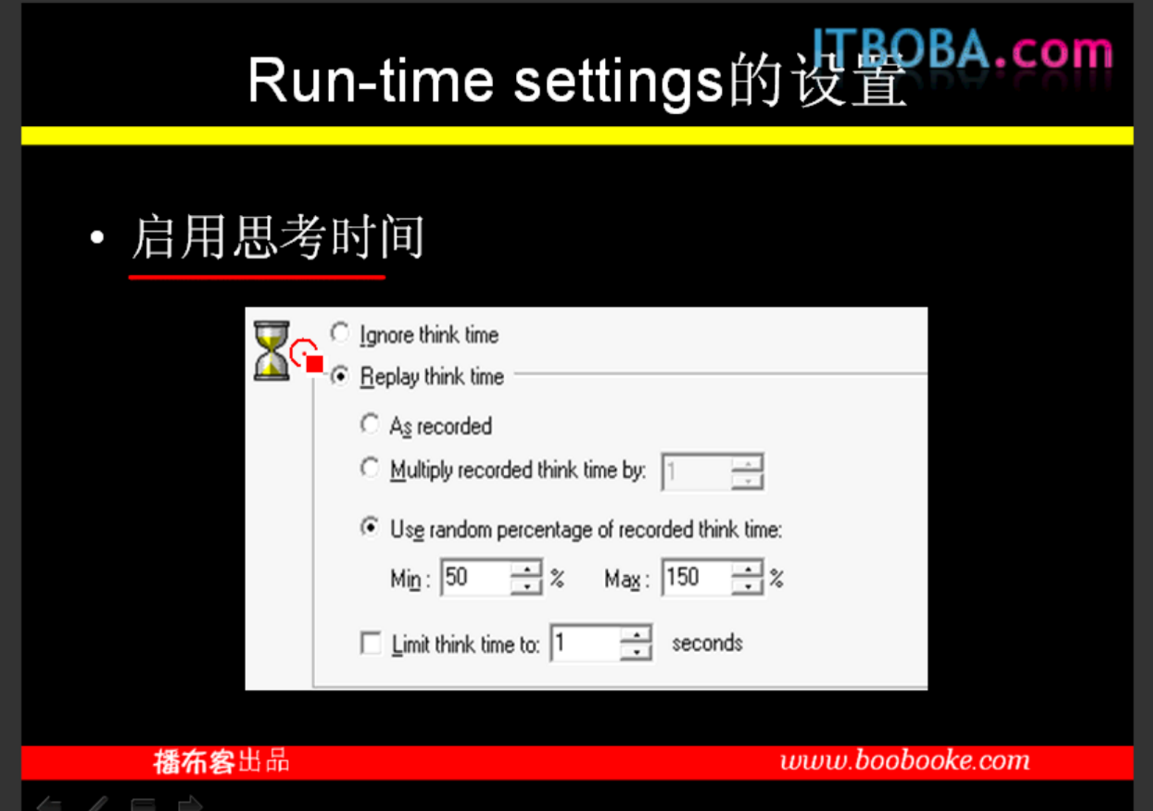 ITBOBA.com
Run-time settings的设置
• 启用思考时间
Ignore think time
Replay think time
As recorded
Multiply recorded think time by: 1
Use random percentage of recorded think time:
Min : 50 % Max : 150 %
Limit think time to: 1 seconds
播布客出品 www.boobooke.com